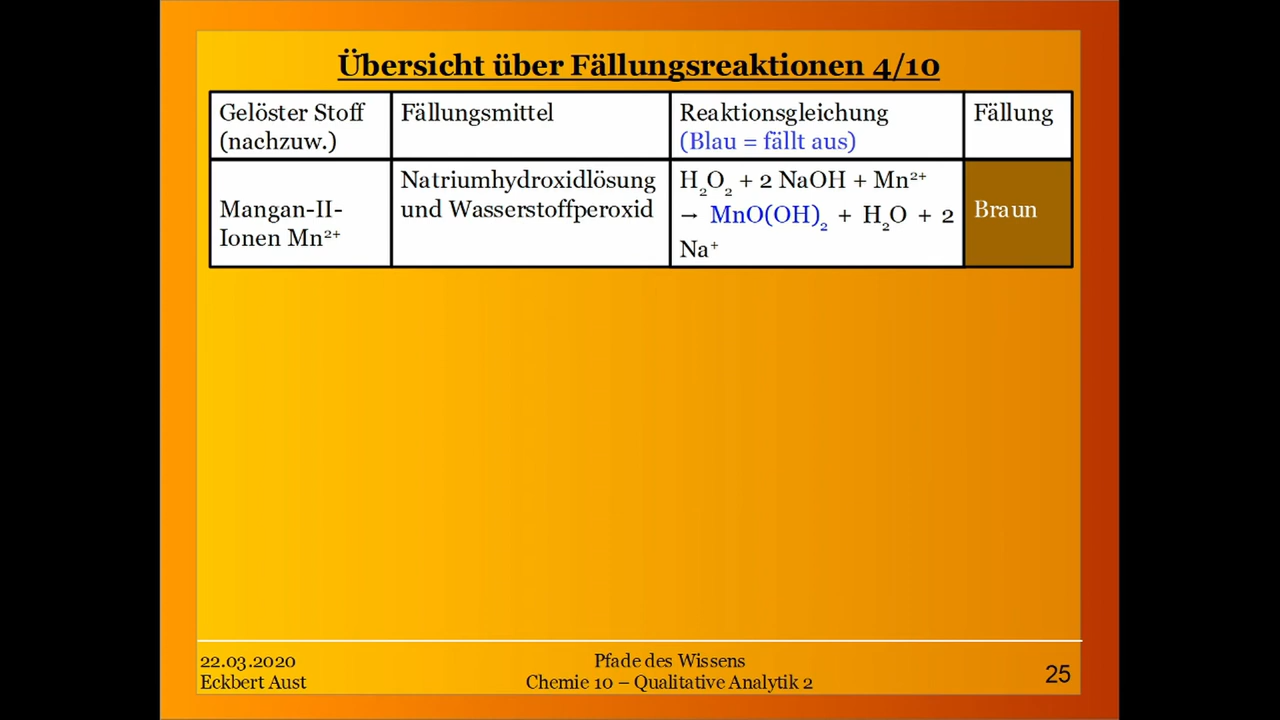 Übersicht über Fällungsreaktionen 4/10
Gelöster Stoff
(nachzuw.)
Fällungsmittel
Reaktionsgleichung
(Blau = fällt aus)
Fällung
Mangan-II-
Ionen Mn²⁺
Natriumhydroxidlösung
und Wasserstoffperoxid
H₂O₂ + 2 NaOH + Mn²⁺
→ MnO(OH)₂ + H₂O + 2
Na⁺
Braun
22.03.2020
Eckbert Aust
Pfade des Wissens
Chemie 10 – Qualitative Analytik 2
25